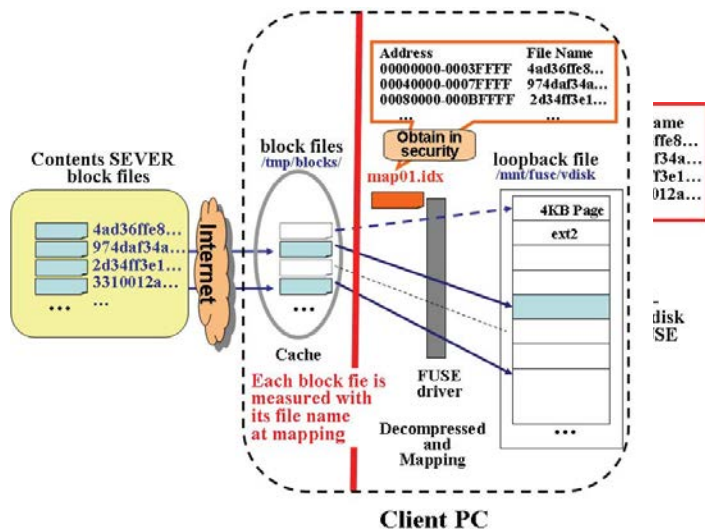 Address File Name
00000000-0003FFFF 4ad36ffe8...
00040000-0007FFFF 974daf34a...
00080000-000BFFFF 2d34ff3e1...
... ...
Obtain in
security
map01.idx
Contents SEVER
block files
4ad36ffe8...
974daf34a...
2d34ff3e1...
3310012a...
... ...
Internet
block files
/tmp/blocks/
...
Cache
Each block fie is
measured with
its file name
at mapping
FUSE
driver
Decompressed
and
Mapping
loopback file
/mnt/fuse/vdisk
4KB Page
ext2
...
Client PC
ame
ffe8...
af34a...
ff3e1...
012a...
disk
SE